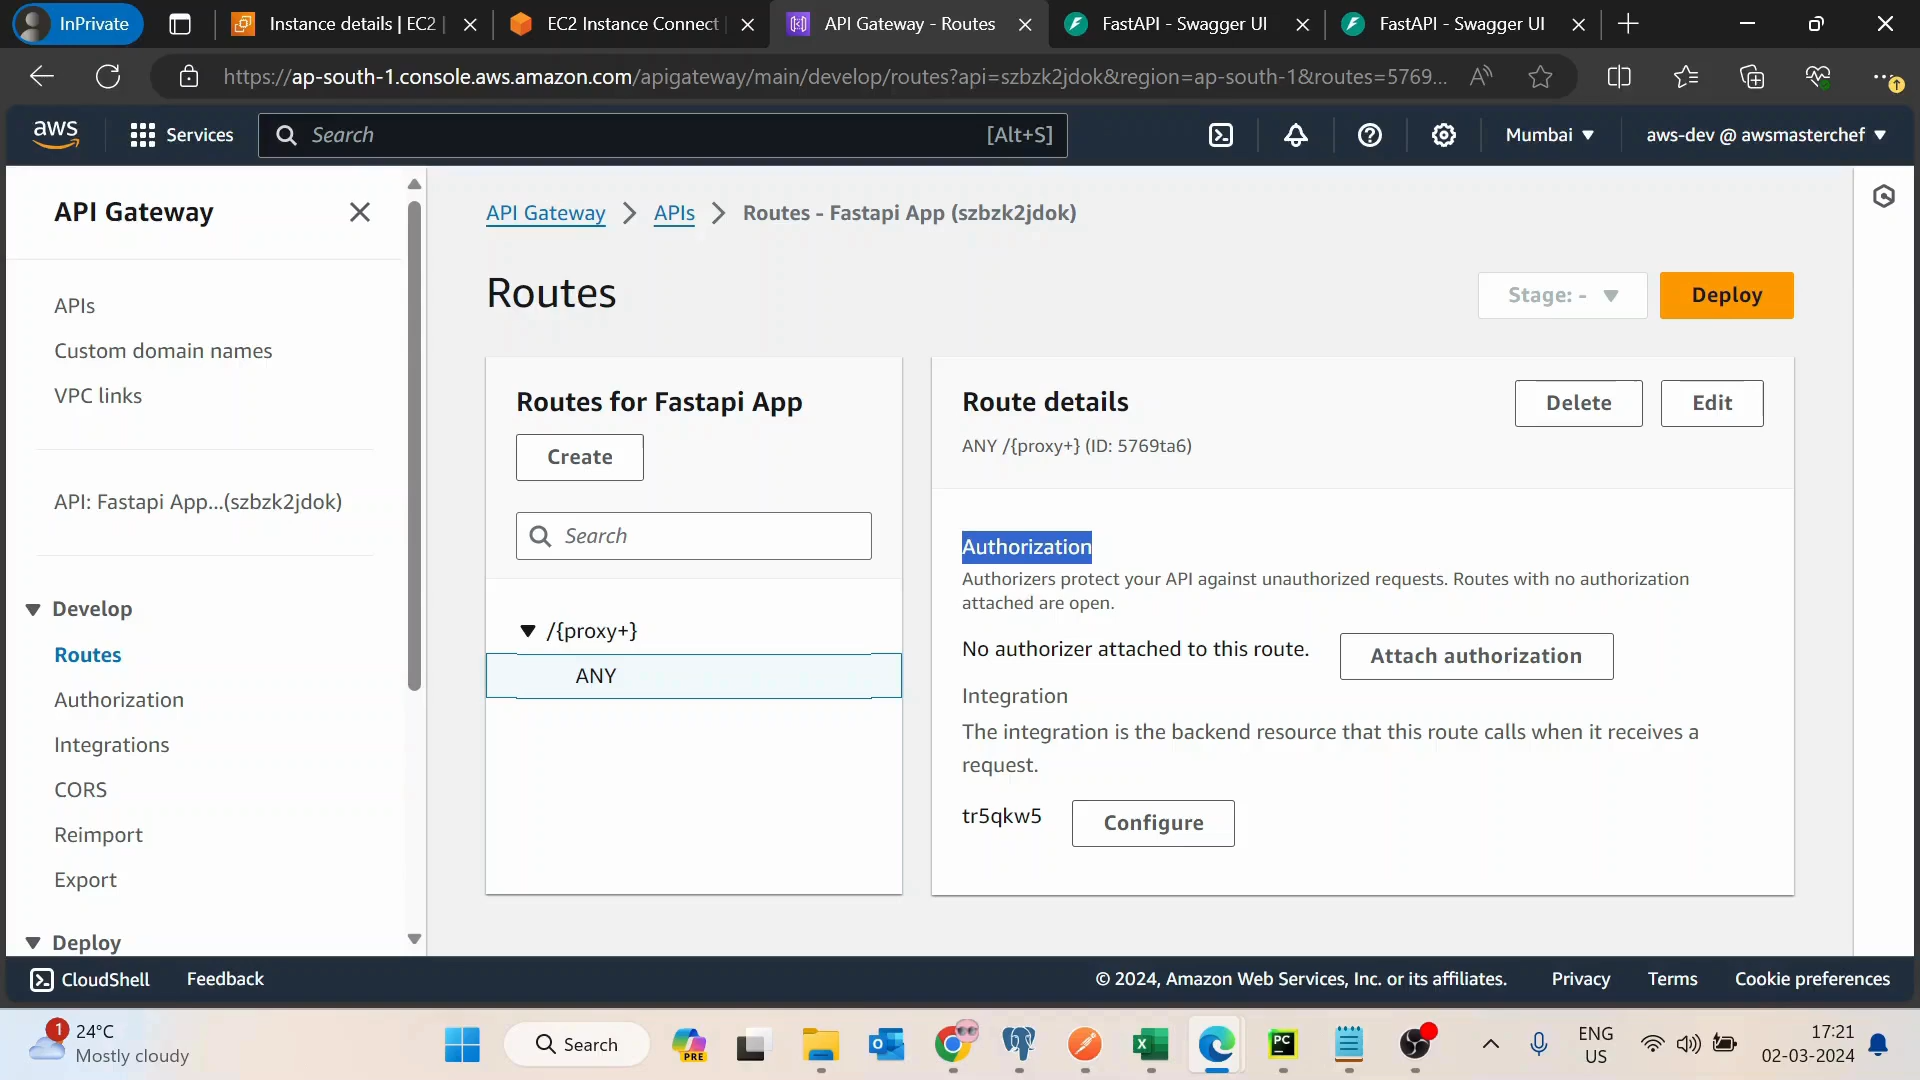 InPrivate
Instance details | EC2 |
EC2 Instance Connect
API Gateway - Routes
FastAPI - Swagger UI
FastAPI - Swagger UI
https://ap-south-1.console.aws.amazon.com/apigateway/main/develop/routes?api=szbzk2jdok&region=ap-south-1&routes=5769...
aws
Services
Search
[Alt+S]
Mumbai
aws-dev @ awsmasterchef
API Gateway
APIs
Custom domain names
VPC links
API: Fastapi App...(szbzk2jdok)
Develop
Routes
Authorization
Integrations
CORS
Reimport
Export
Deploy
API Gateway > APIs > Routes - Fastapi App (szbzk2jdok)
Routes
Stage: -
Deploy
Routes for Fastapi App
Create
Search
/{proxy+}
ANY
Route details
Delete
Edit
ANY /{proxy+} (ID: 5769ta6)
Authorization
Authorizers protect your API against unauthorized requests. Routes with no authorization
attached are open.
No authorizer attached to this route.
Attach authorization
Integration
The integration is the backend resource that this route calls when it receives a
request.
tr5qkw5
Configure
CloudShell
Feedback
© 2024, Amazon Web Services, Inc. or its affiliates.
Privacy
Terms
Cookie preferences
1
24°C
Mostly cloudy
Search
PRE
PC
ENG
US
17:21
02-03-2024